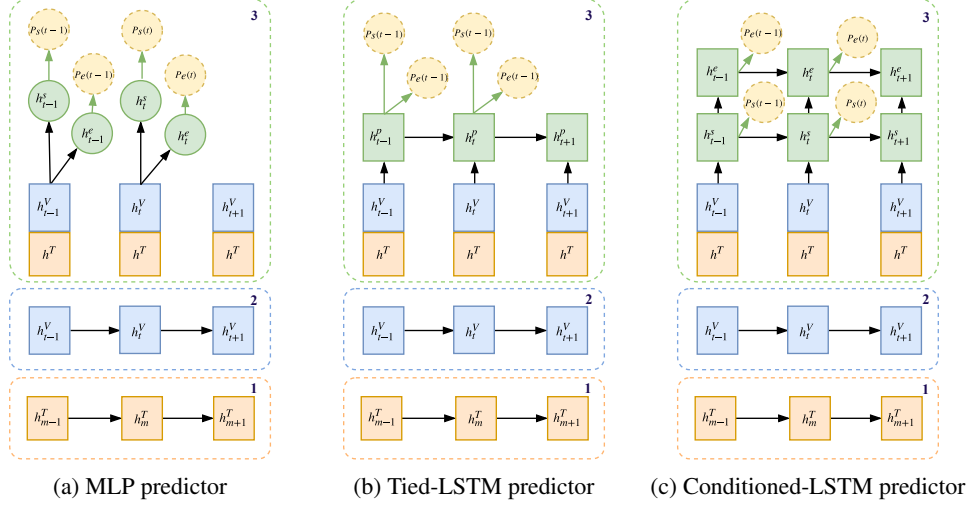 3
P_s(t−1) P_s(t)
P_e(t−1) P_e(t)
h^s_{t−1} h^s_t
h^e_{t−1} h^e_t
h^V_{t−1} h^V_t h^V_{t+1}
h^T h^T h^T
2
h^V_{t−1} h^V_t h^V_{t+1}
1
h^T_{m−1} h^T_m h^T_{m+1}
(a) MLP predictor
3
P_s(t−1) P_s(t−1)
P_e(t−1) P_e(t−1)
h^p_{t−1} h^p_t h^p_{t+1}
h^V_{t−1} h^V_t h^V_{t+1}
h^T h^T h^T
2
h^V_{t−1} h^V_t h^V_{t+1}
1
h^T_{m−1} h^T_m h^T_{m+1}
(b) Tied-LSTM predictor
3
P_e(t−1) P_e(t)
h^e_{t−1} h^e_t h^e_{t+1}
P_s(t−1) P_s(t)
h^s_{t−1} h^s_t h^s_{t+1}
h^V_{t−1} h^V_t h^V_{t+1}
h^T h^T h^T
2
h^V_{t−1} h^V_t h^V_{t+1}
1
h^T_{m−1} h^T_m h^T_{m+1}
(c) Conditioned-LSTM predictor